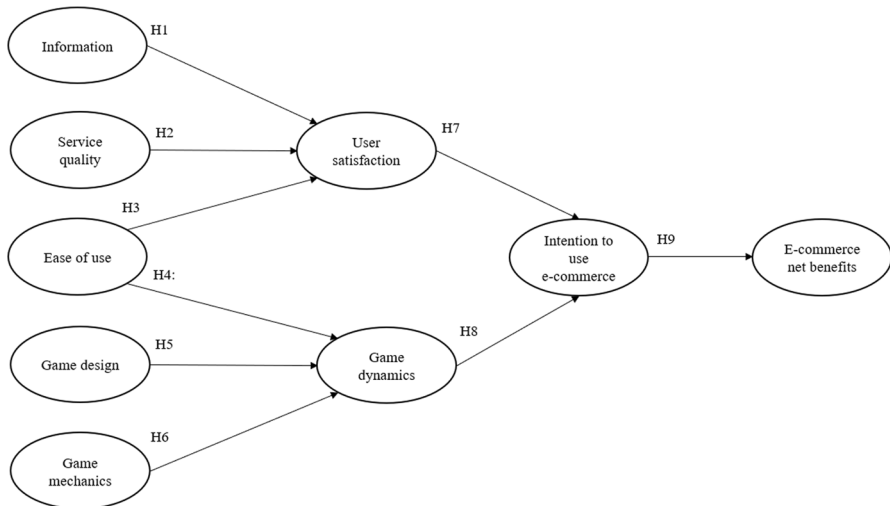 H1
Information
H2
Service
quality
User
satisfaction
H7
H3
Ease of use
H4:
Intention to
use
e-commerce
H9
E-commerce
net benefits
H5
Game design
Game
dynamics
H8
H6
Game
mechanics